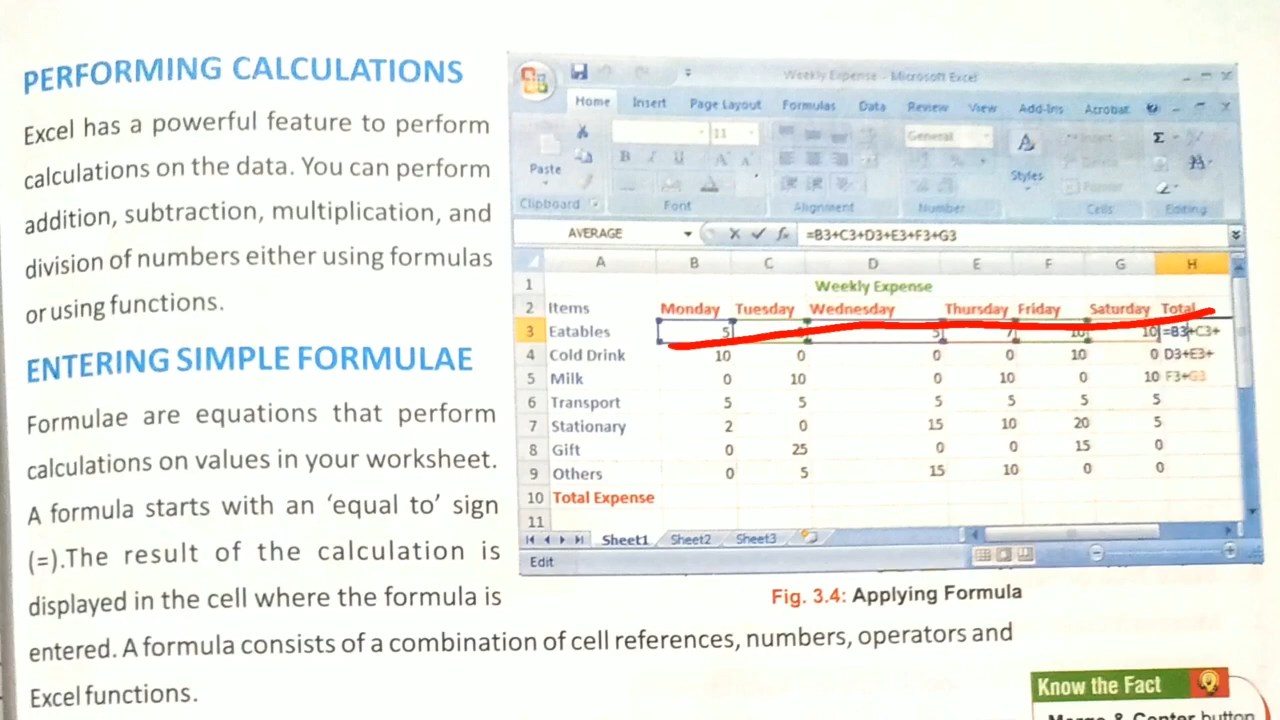 PERFORMING CALCULATIONS
Excel has a powerful feature to perform
calculations on the data. You can perform
addition, subtraction, multiplication, and
division of numbers either using formulas
or using functions.
ENTERING SIMPLE FORMULAE
Formulae are equations that perform
calculations on values in your worksheet.
A formula starts with an ‘equal to’ sign
(=).The result of the calculation is
displayed in the cell where the formula is
entered. A formula consists of a combination of cell references, numbers, operators and
Excel functions.
Weekly Expense - Microsoft Excel
Home Insert Page Layout Formulas Data Review View Add-Ins Acrobat
11 General
B I U A A
Paste Styles Insert Delete Format Σ
Clipboard Font Alignment Number Cells Editing
AVERAGE fx =B3+C3+D3+E3+F3+G3
A B C D E F G H
1 Weekly Expense
2 Items Monday Tuesday Wednesday Thursday Friday Saturday Total
3 Eatables 5 5 7 10 10 =B3+C3+
4 Cold Drink 10 0 0 0 10 0 D3+E3+
5 Milk 0 10 0 10 0 10 F3+G3
6 Transport 5 5 5 5 5 5
7 Stationary 2 0 15 10 20 5
8 Gift 0 25 0 0 15 0
9 Others 0 5 15 10 0 0
10 Total Expense
11
Sheet1 Sheet2 Sheet3
Edit
Fig. 3.4: Applying Formula
Know the Fact
Merge & Center button